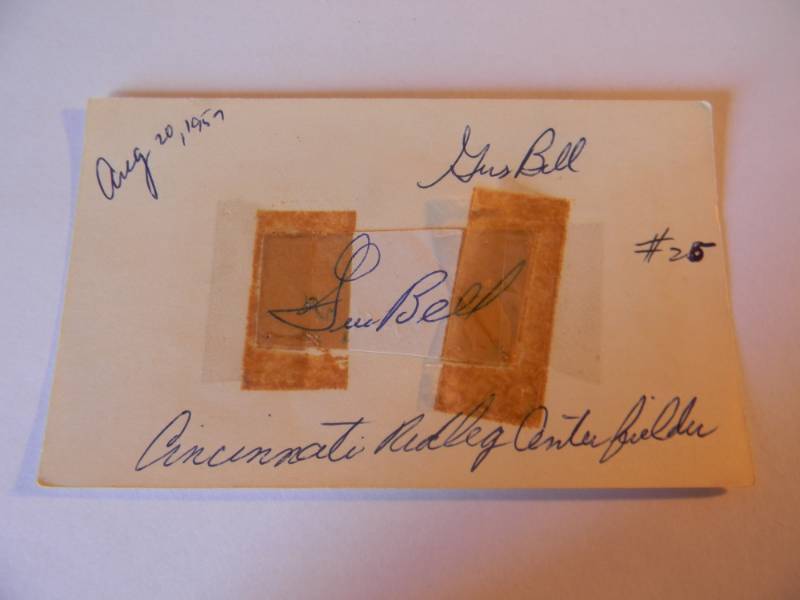 Aug 20, 1957
Gus Bell
#25
Gus Bell
Cincinnati Redleg Centerfielder